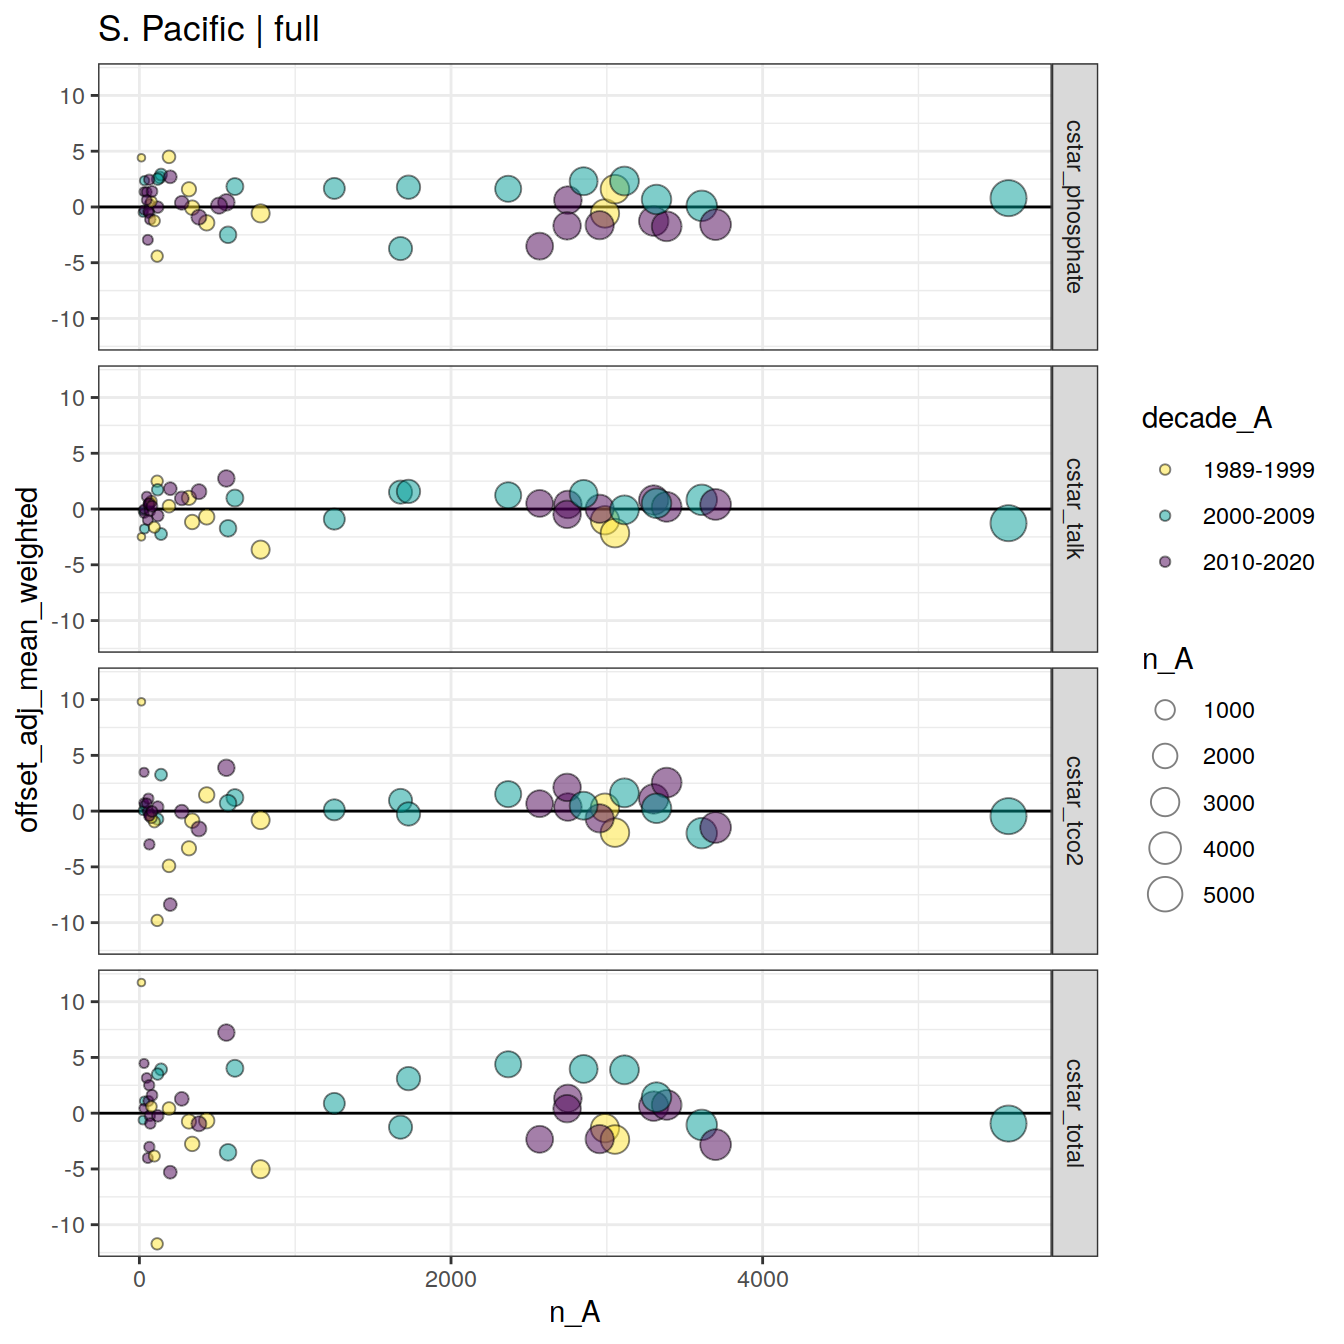 S. Pacific | full
offset_adj_mean_weighted
10
5
0
-5
-10
cstar_phosphate
10
5
0
-5
-10
cstar_talk
10
5
0
-5
-10
cstar_tco2
10
5
0
-5
-10
cstar_total
0 2000 4000
n_A
decade_A
1989-1999
2000-2009
2010-2020
n_A
1000
2000
3000
4000
5000